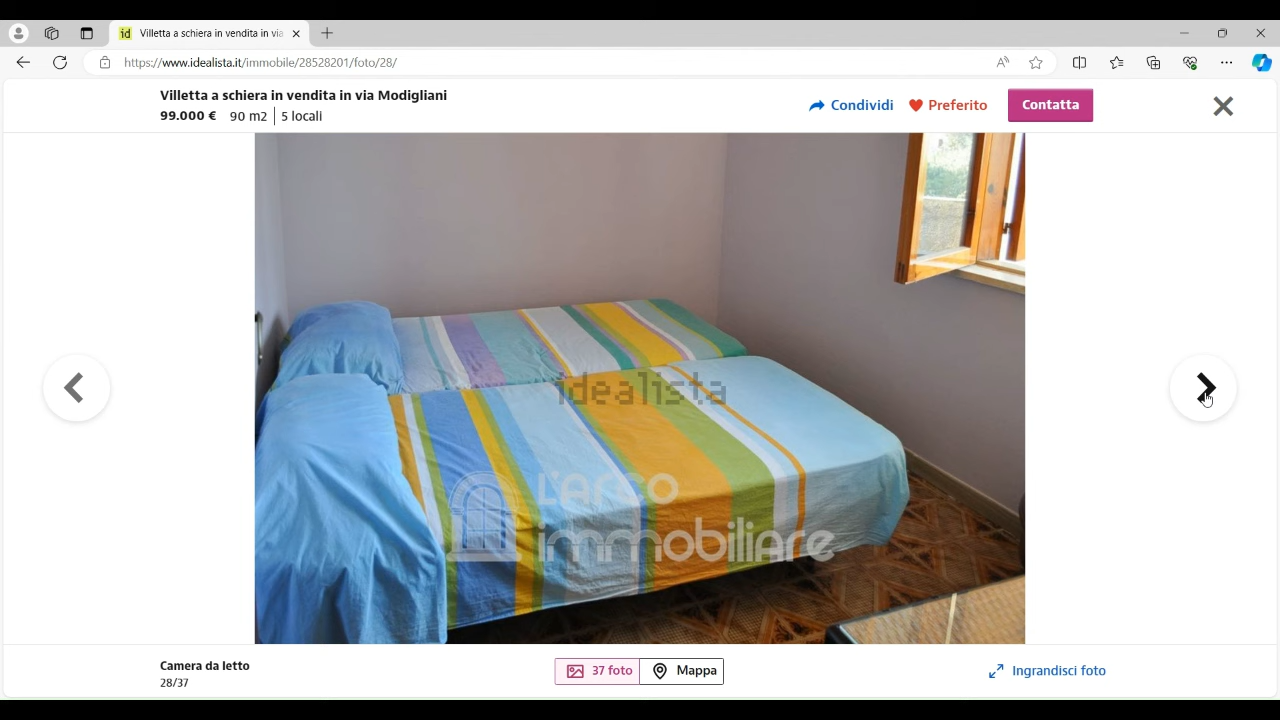 id Villetta a schiera in vendita in via
https://www.idealista.it/immobile/28528201/foto/28/
Villetta a schiera in vendita in via Modigliani
99.000 € 90 m2 5 locali
Condividi Preferito Contatta
idealista
L'Arco
immobiliare
Camera da letto
28/37
37 foto Mappa
Ingrandisci foto